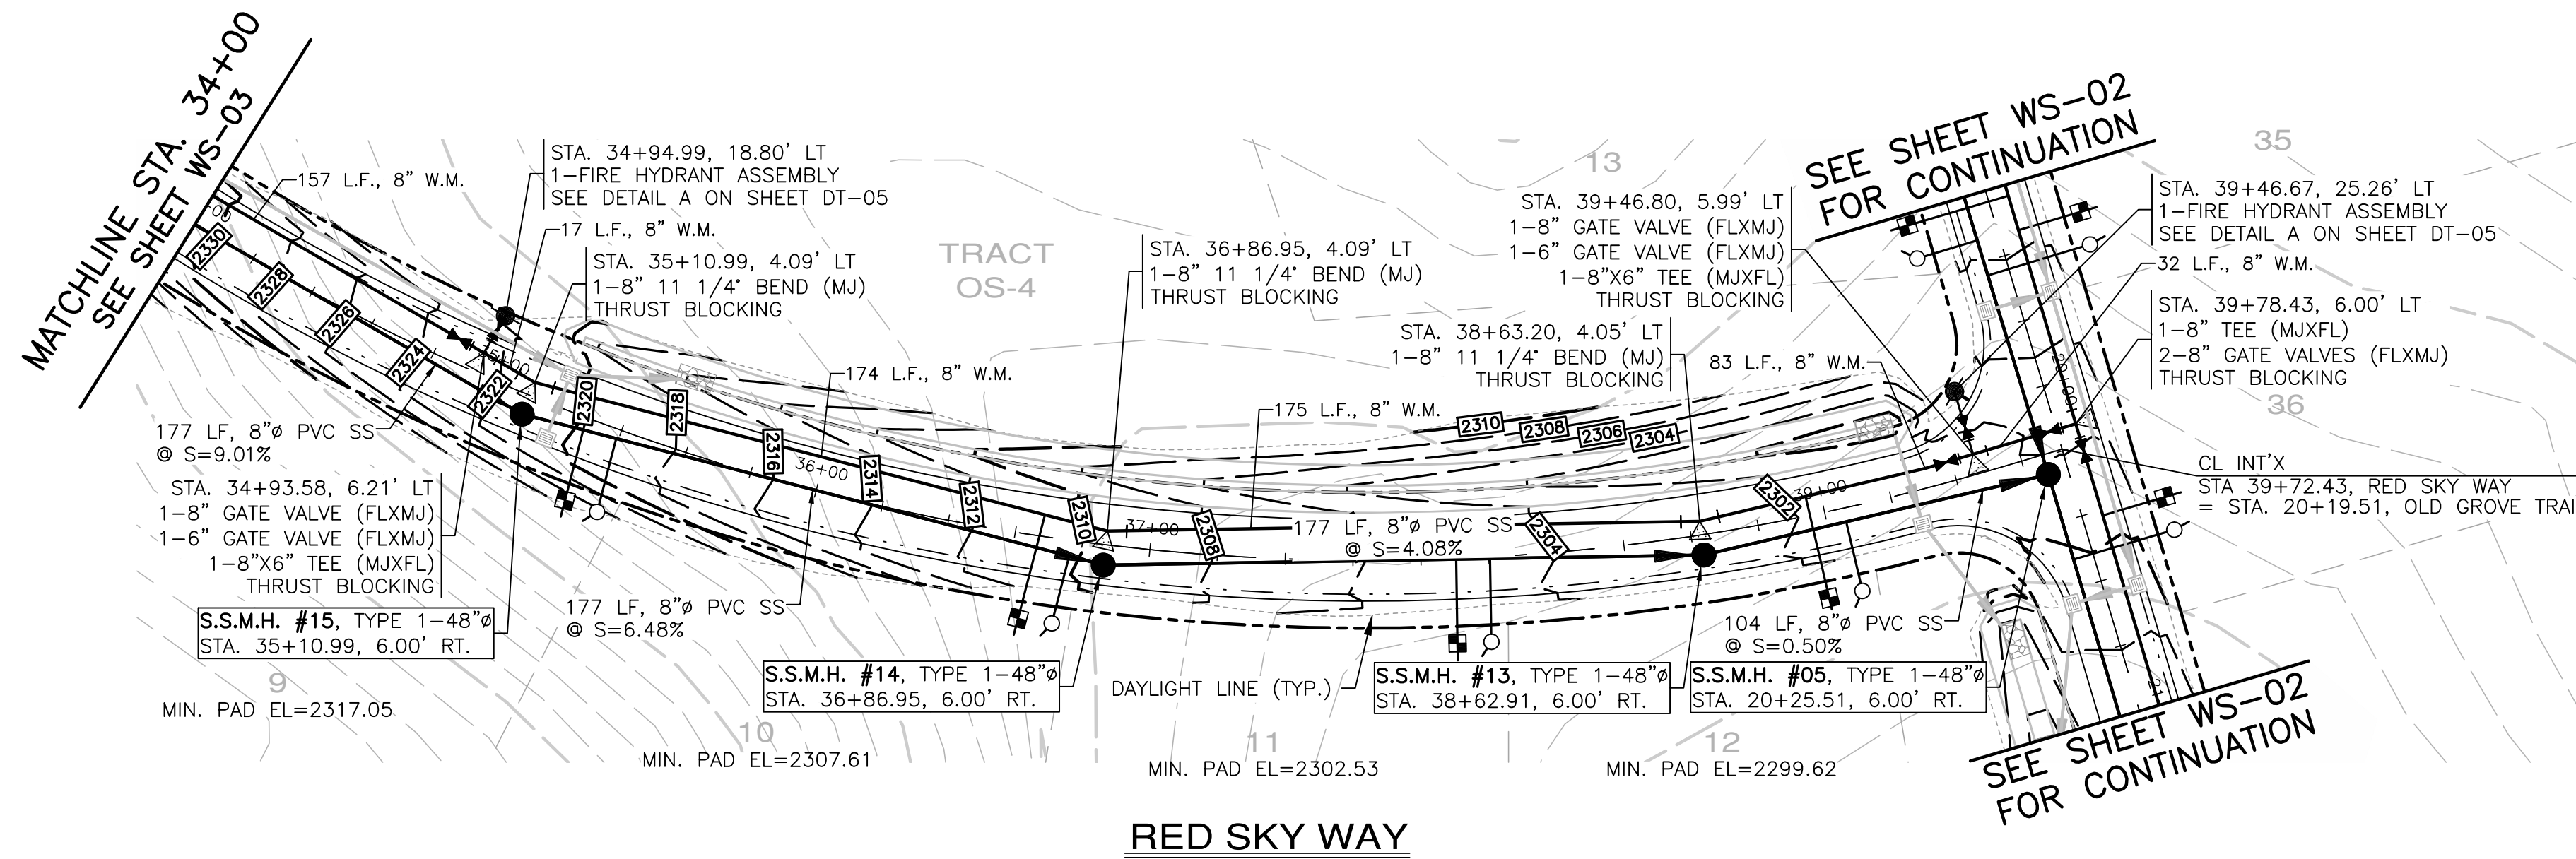 MATCHLINE STA. 34+00
SEE SHEET WS-03
157 L.F., 8” W.M.
STA. 34+94.99, 18.80’ LT
1-FIRE HYDRANT ASSEMBLY
SEE DETAIL A ON SHEET DT-05
17 L.F., 8” W.M.
STA. 35+10.99, 4.09’ LT
1-8” 11 1/4° BEND (MJ)
THRUST BLOCKING
TRACT
OS-4
174 L.F., 8” W.M.
STA. 36+86.95, 4.09’ LT
1-8” 11 1/4° BEND (MJ)
THRUST BLOCKING
175 L.F., 8” W.M.
13
STA. 39+46.80, 5.99’ LT
1-8” GATE VALVE (FLXMJ)
1-6” GATE VALVE (FLXMJ)
1-8”X6” TEE (MJXFL)
THRUST BLOCKING
STA. 38+63.20, 4.05’ LT
1-8” 11 1/4° BEND (MJ)
THRUST BLOCKING
83 L.F., 8” W.M.
SEE SHEET WS-02
FOR CONTINUATION
35
STA. 39+46.67, 25.26’ LT
1-FIRE HYDRANT ASSEMBLY
SEE DETAIL A ON SHEET DT-05
32 L.F., 8” W.M.
STA. 39+78.43, 6.00’ LT
1-8” TEE (MJXFL)
2-8” GATE VALVES (FLXMJ)
THRUST BLOCKING
36
CL INT’X
STA 39+72.43, RED SKY WAY
= STA. 20+19.51, OLD GROVE TRAI
2330
2328
2326
2324
2322
2320
2318
2316
2314
2312
2310
2308
2304
2302
2310
2308
2306
2304
36+00
37+00
39+00
20+00
21
177 LF, 8”ø PVC SS
@ S=9.01%
STA. 34+93.58, 6.21’ LT
1-8” GATE VALVE (FLXMJ)
1-6” GATE VALVE (FLXMJ)
1-8”X6” TEE (MJXFL)
THRUST BLOCKING
S.S.M.H. #15, TYPE 1-48”ø
STA. 35+10.99, 6.00’ RT.
177 LF, 8”ø PVC SS
@ S=6.48%
177 LF, 8”ø PVC SS
@ S=4.08%
104 LF, 8”ø PVC SS
@ S=0.50%
S.S.M.H. #14, TYPE 1-48”ø
STA. 36+86.95, 6.00’ RT.
DAYLIGHT LINE (TYP.)
S.S.M.H. #13, TYPE 1-48”ø
STA. 38+62.91, 6.00’ RT.
S.S.M.H. #05, TYPE 1-48”ø
STA. 20+25.51, 6.00’ RT.
9
MIN. PAD EL=2317.05
10
MIN. PAD EL=2307.61
11
MIN. PAD EL=2302.53
12
MIN. PAD EL=2299.62
SEE SHEET WS-02
FOR CONTINUATION
RED SKY WAY